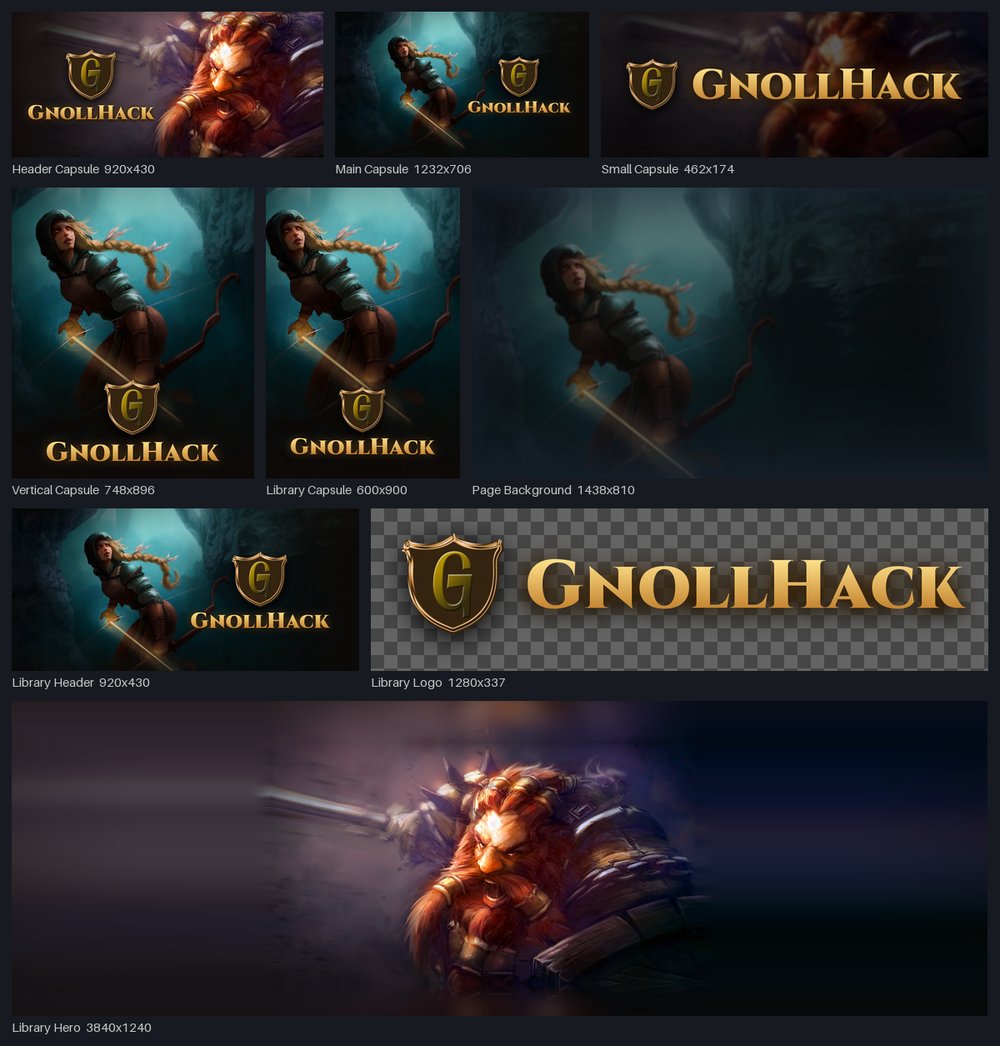 G
GnollHack
G
GnollHack
G GnollHack
Header Capsule 920x430
Main Capsule 1232x706
Small Capsule 462x174
G
GnollHack
G
GnollHack
Vertical Capsule 748x896
Library Capsule 600x900
Page Background 1438x810
G
GnollHack
G GnollHack
Library Header 920x430
Library Logo 1280x337
Library Hero 3840x1240